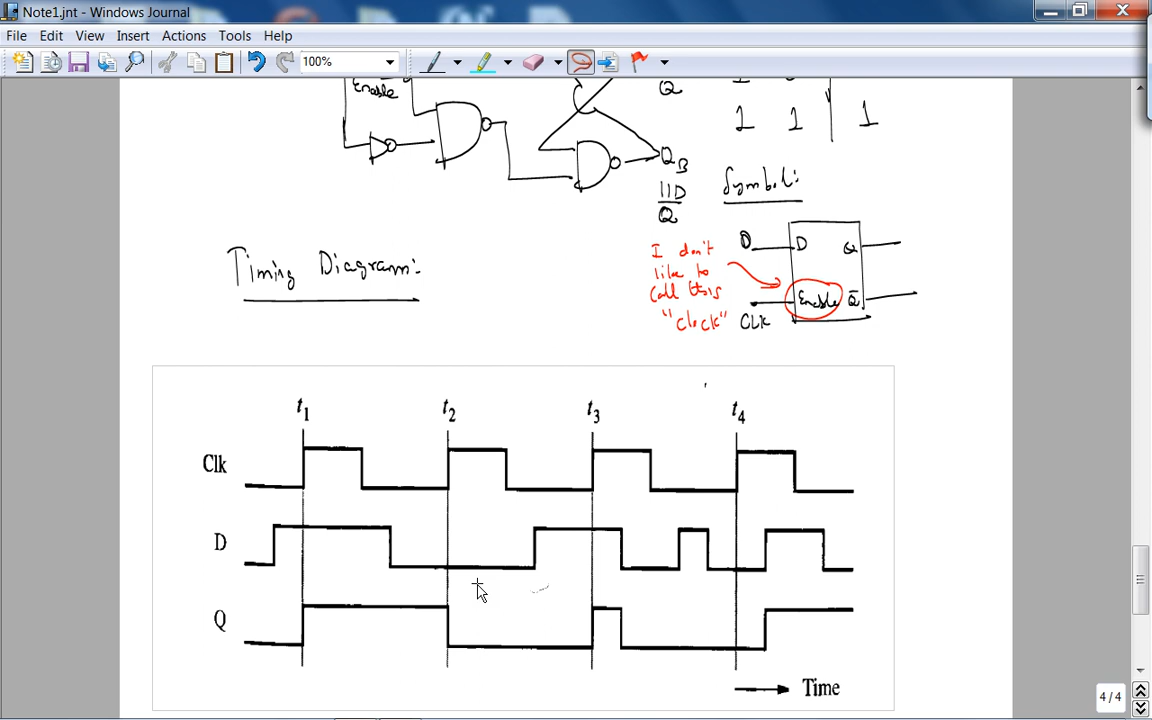 Note1.jnt - Windows Journal
File Edit View Insert Actions Tools Help
100%
Enable
Q
1 1 1
QB
11D
Q
Symbol:
Timing Diagram:
I don't
like to
call this
"clock"
D D Q
Enable Q̅
CLK
t1 t2 t3 t4
Clk
D
Q
Time
4 / 4